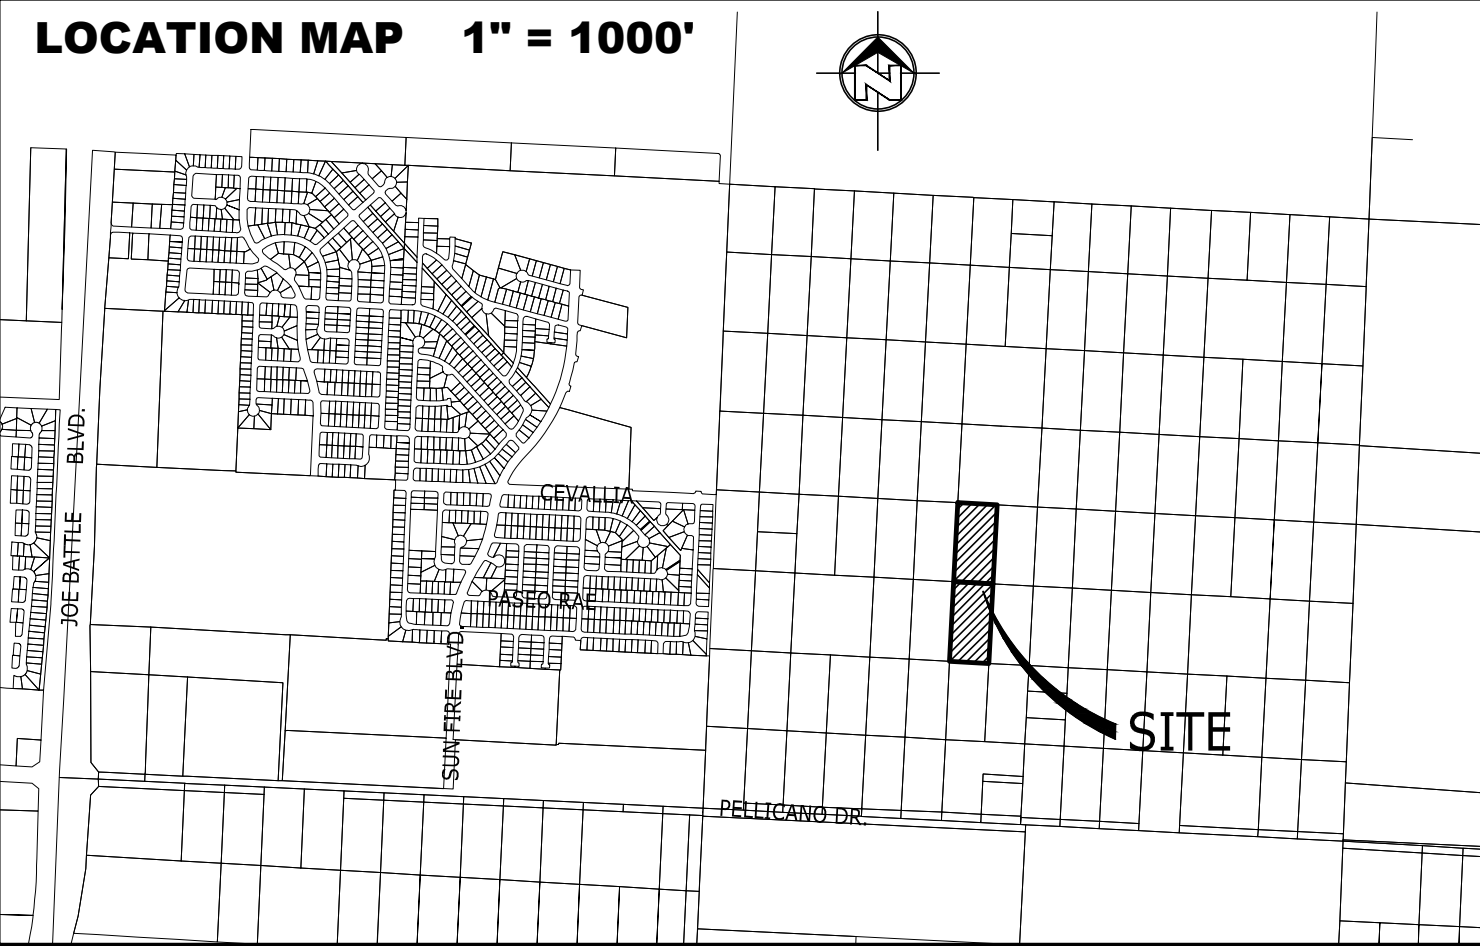 LOCATION MAP 1" = 1000'
N
JOE BATTLE BLVD.
CEVALLIA
PASEO RAE
SUN FIRE BLVD.
SITE
PELLICANO DR.